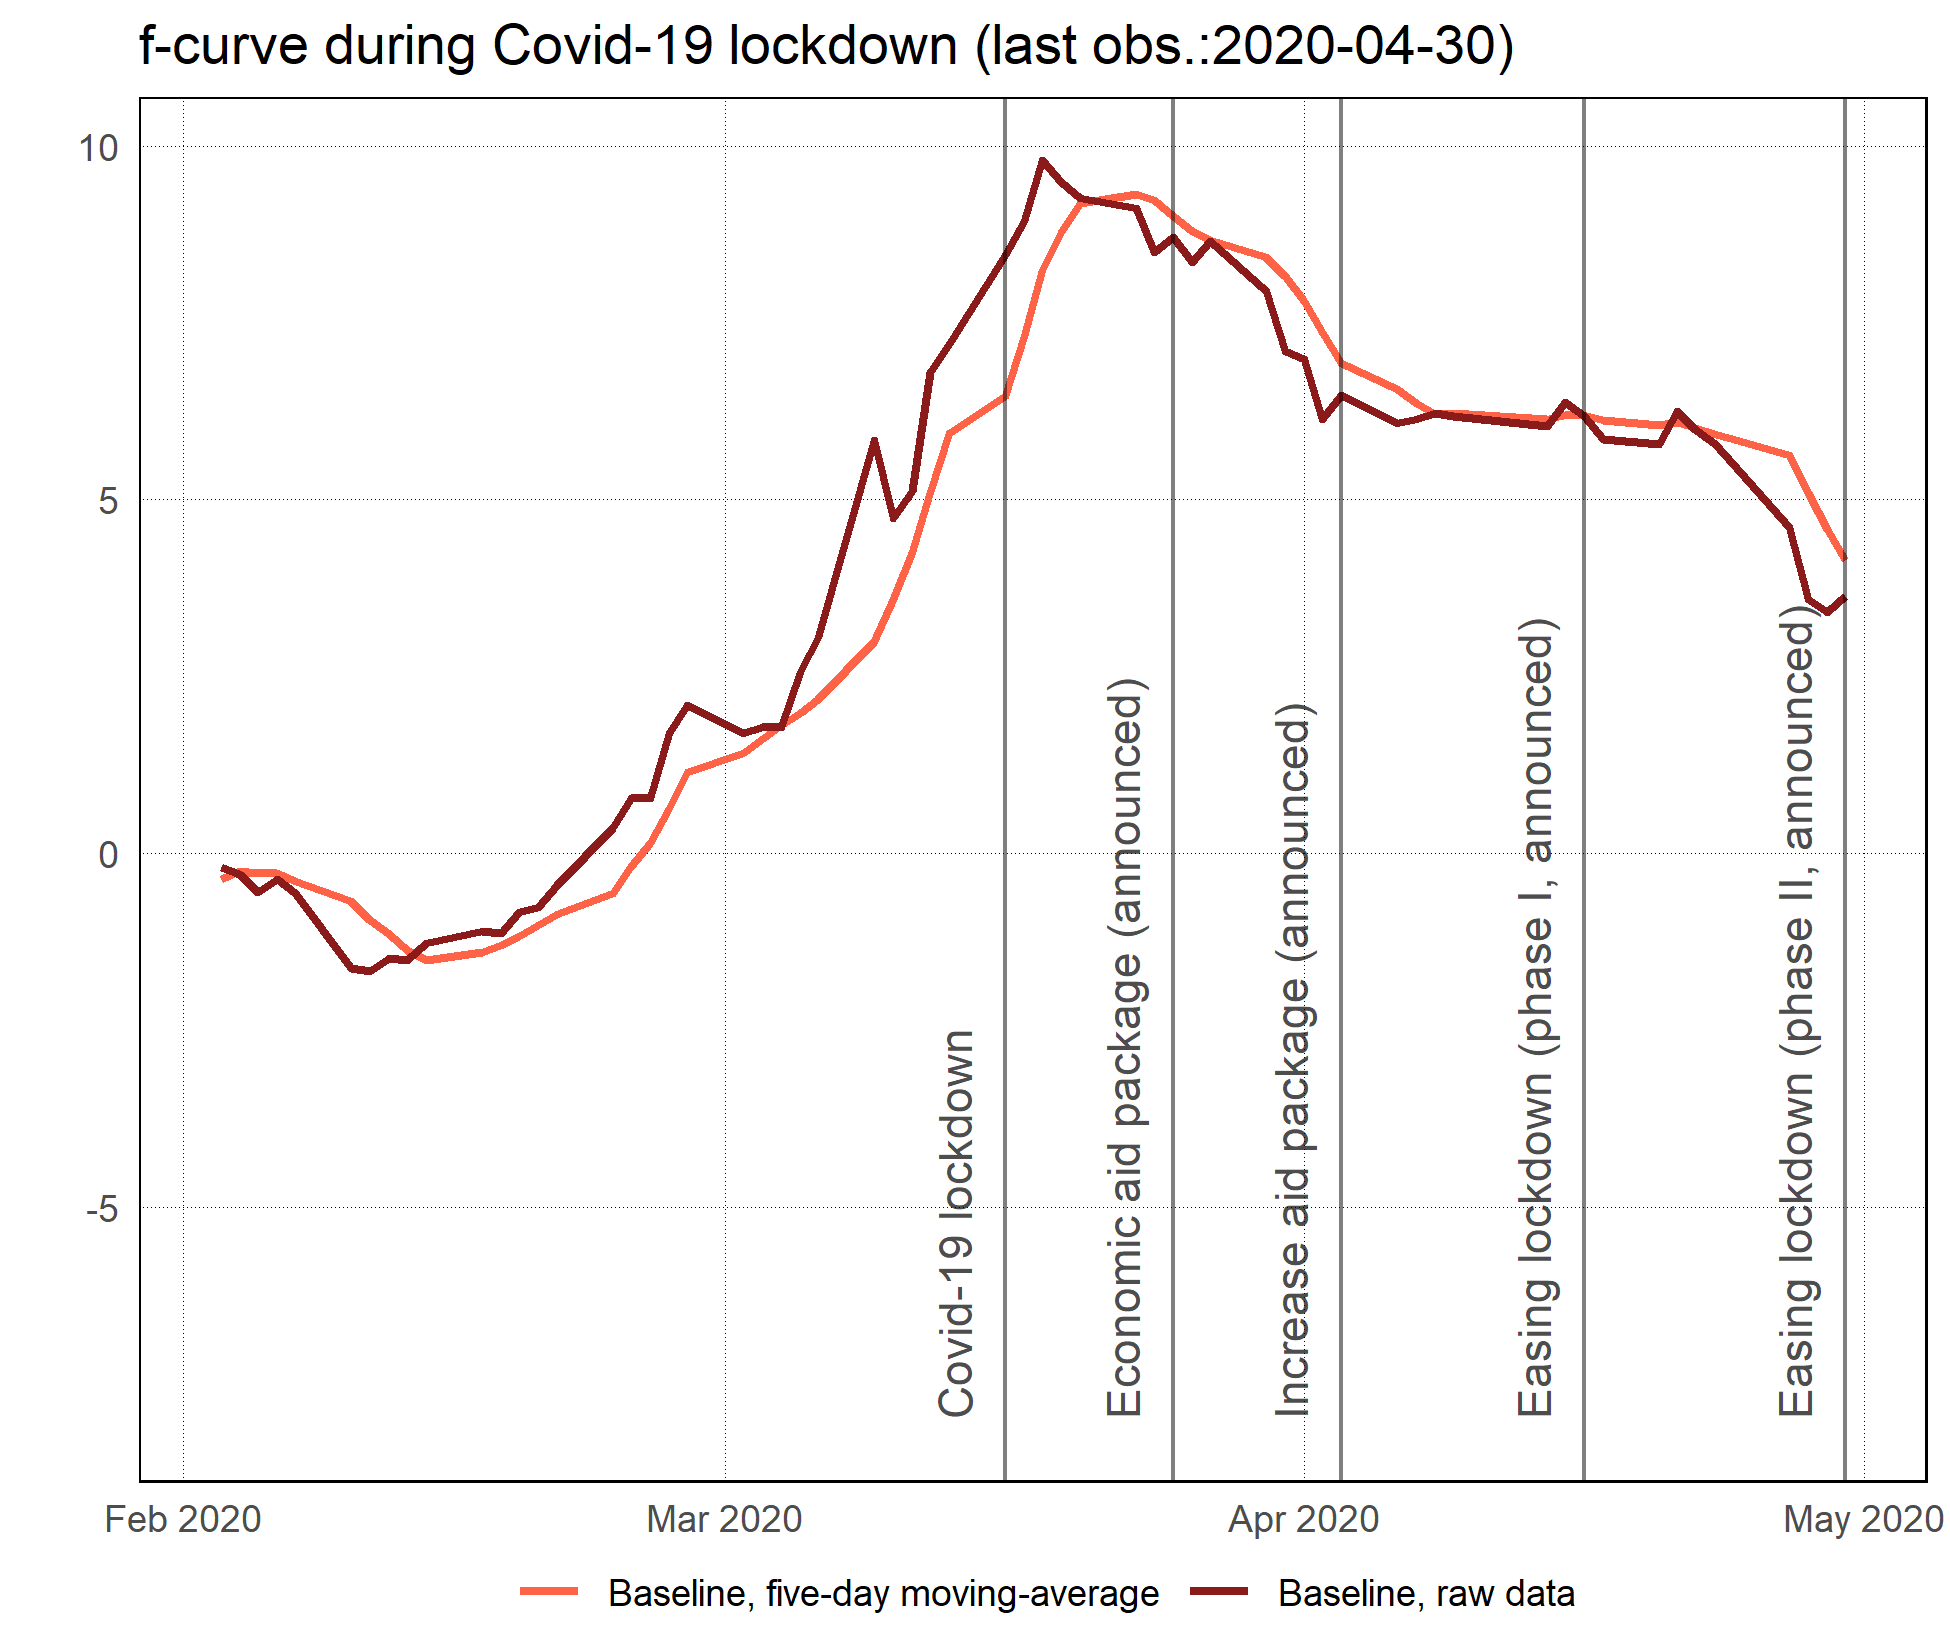 f-curve during Covid-19 lockdown (last obs.:2020-04-30)
10
5
0
-5
Covid-19 lockdown
Economic aid package (announced)
Increase aid package (announced)
Easing lockdown (phase I, announced)
Easing lockdown (phase II, announced)
Feb 2020
Mar 2020
Apr 2020
May 2020
Baseline, five-day moving-average
Baseline, raw data